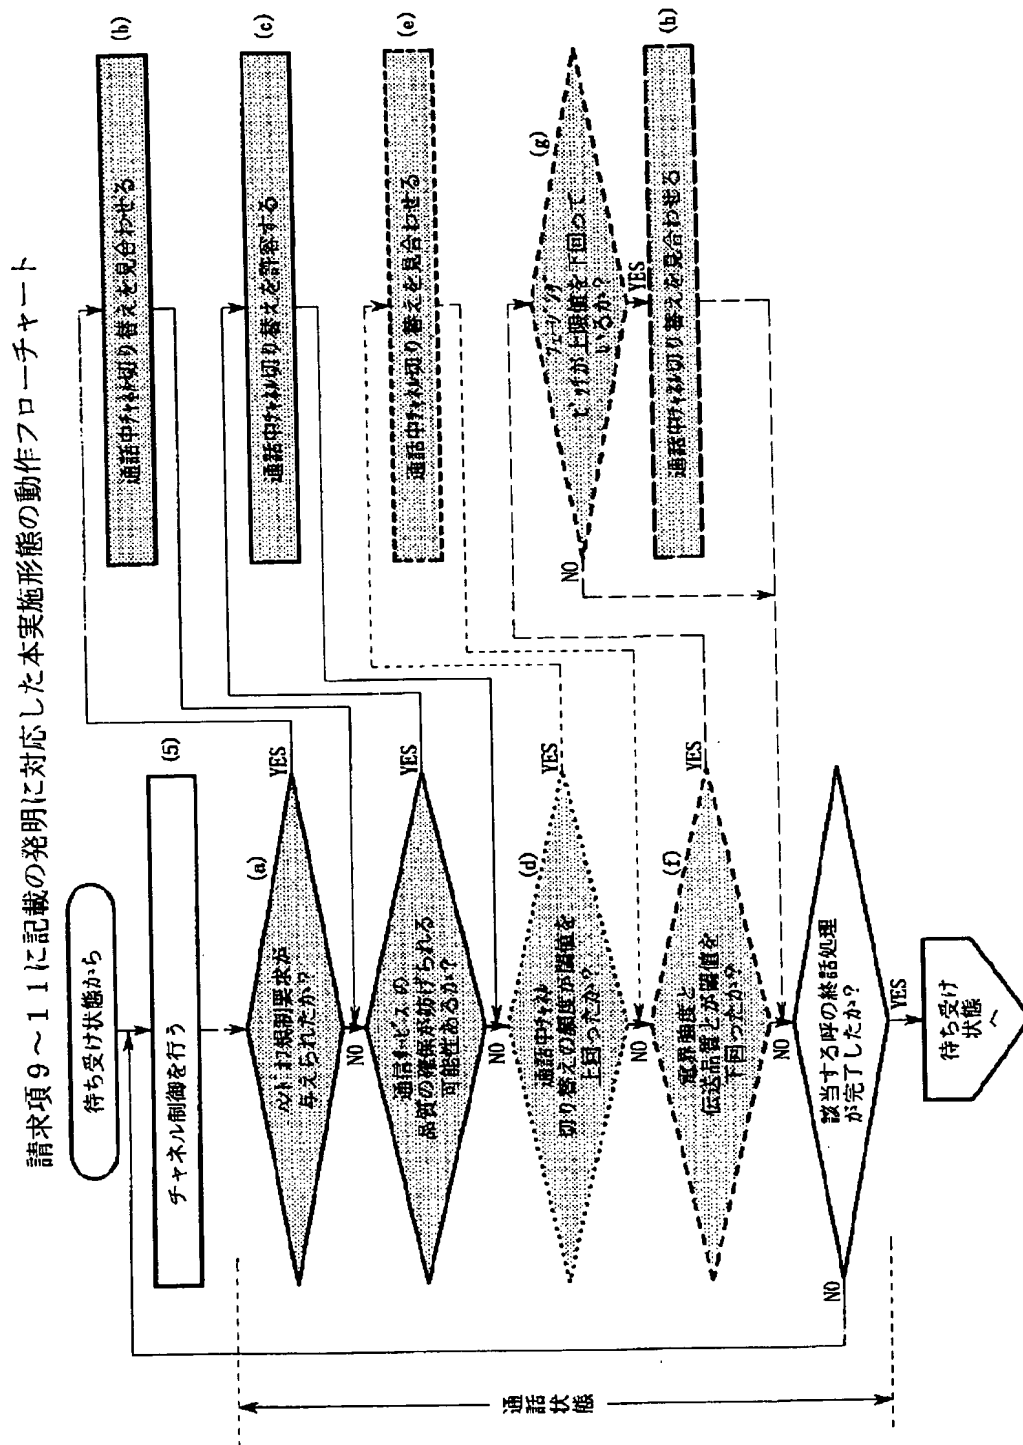 請求項9~11に記載の発明に対応した本実施形態の動作フローチャート
待ち受け状態から
チャネル制御を行う
(5)
(a)
ハンドオフ規制要求が
与えられたか?
YES
NO
(b)
通話中チャネル切り替えを見合わせる
通信サービスの
品質の確保が妨げられる
可能性あるか?
YES
NO
(c)
通話中チャネル切り替えを許容する
(d)
通話中チャネル
切り替えの頻度が閾値を
上回ったか?
YES
NO
(e)
通話中チャネル切り替えを見合わせる
(f)
電界強度と
伝送品質とが閾値を
下回ったか?
YES
NO
(g)
フェージング
ピッチが上限値を下回って
いるか?
NO
YES
(h)
通話中チャネル切り替えを見合わせる
該当する呼の終話処理
が完了したか?
NO
YES
待ち受け
状態
へ
通話
状態